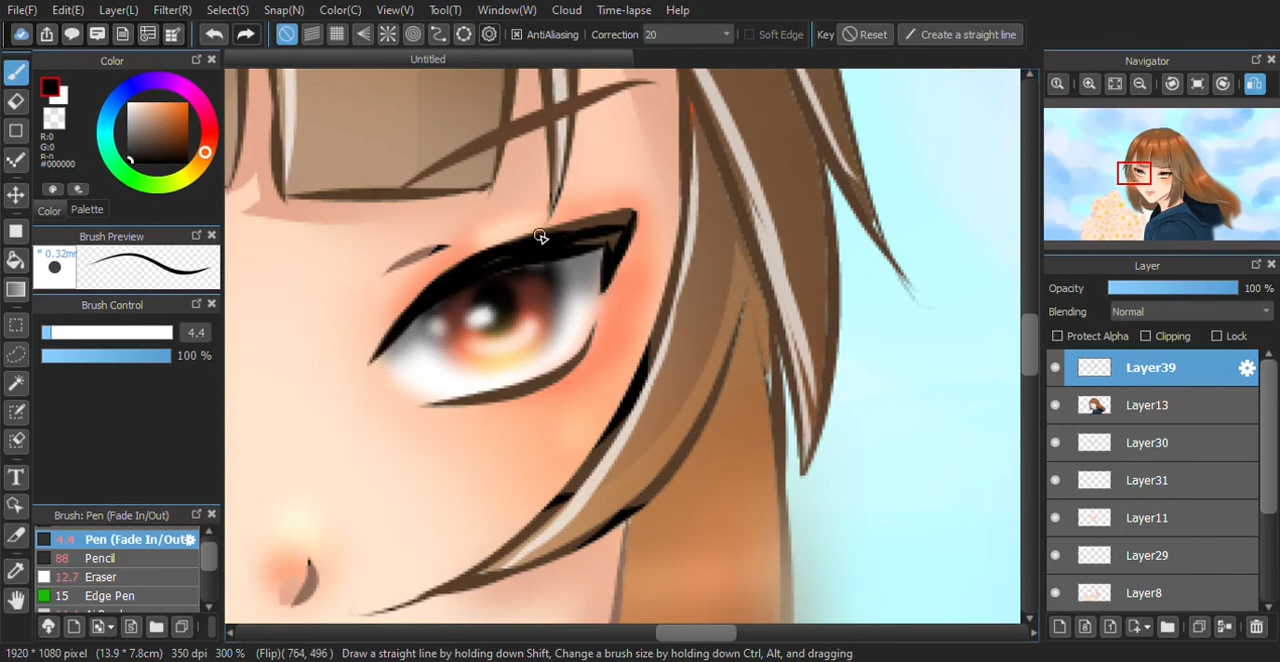 File(F) Edit(E) Layer(L) Filter(R) Select(S) Snap(N) Color(C) View(V) Tool(T) Window(W) Cloud Time-lapse Help
AntiAliasing Correction 20 Soft Edge Key Reset Create a straight line
Color
Untitled
Navigator
R:0
G:0
B:0
#000000
Color Palette
Brush Preview
* 0.32m
Brush Control
4.4
100 %
Layer
Opacity 100 %
Blending Normal
Protect Alpha Clipping Lock
Layer39
Layer13
Layer30
Layer31
Layer11
Layer29
Layer8
Brush: Pen (Fade In/Out)
4.4 Pen (Fade In/Out
88 Pencil
12.7 Eraser
15 Edge Pen
1920 * 1080 pixel (13.9 * 7.8cm) 350 dpi 300 % (Flip)( 764, 496 ) Draw a straight line by holding down Shift, Change a brush size by holding down Ctrl, Alt, and dragging